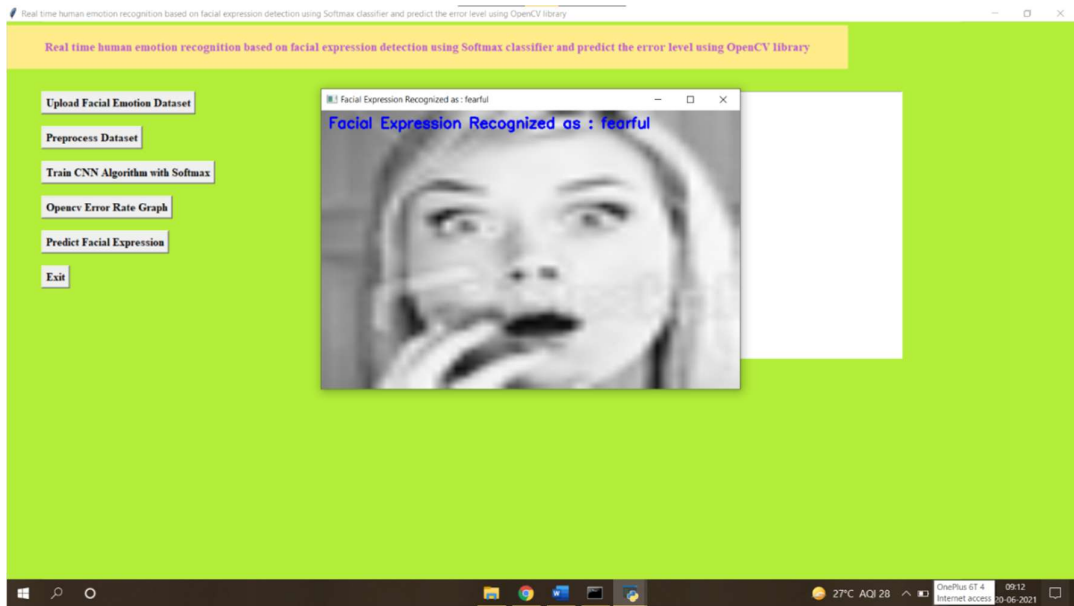 Real time human emotion recognition based on facial expression detection using Softmax classifier and predict the error level using OpenCV library
Real time human emotion recognition based on facial expression detection using Softmax classifier and predict the error level using OpenCV library
Upload Facial Emotion Dataset
Preprocess Dataset
Train CNN Algorithm with Softmax
Opencv Error Rate Graph
Predict Facial Expression
Exit
Facial Expression Recognized as : fearful
Facial Expression Recognized as : fearful
27°C AQI 28
OnePlus 6T 4
Internet access
09:12
20-06-2021